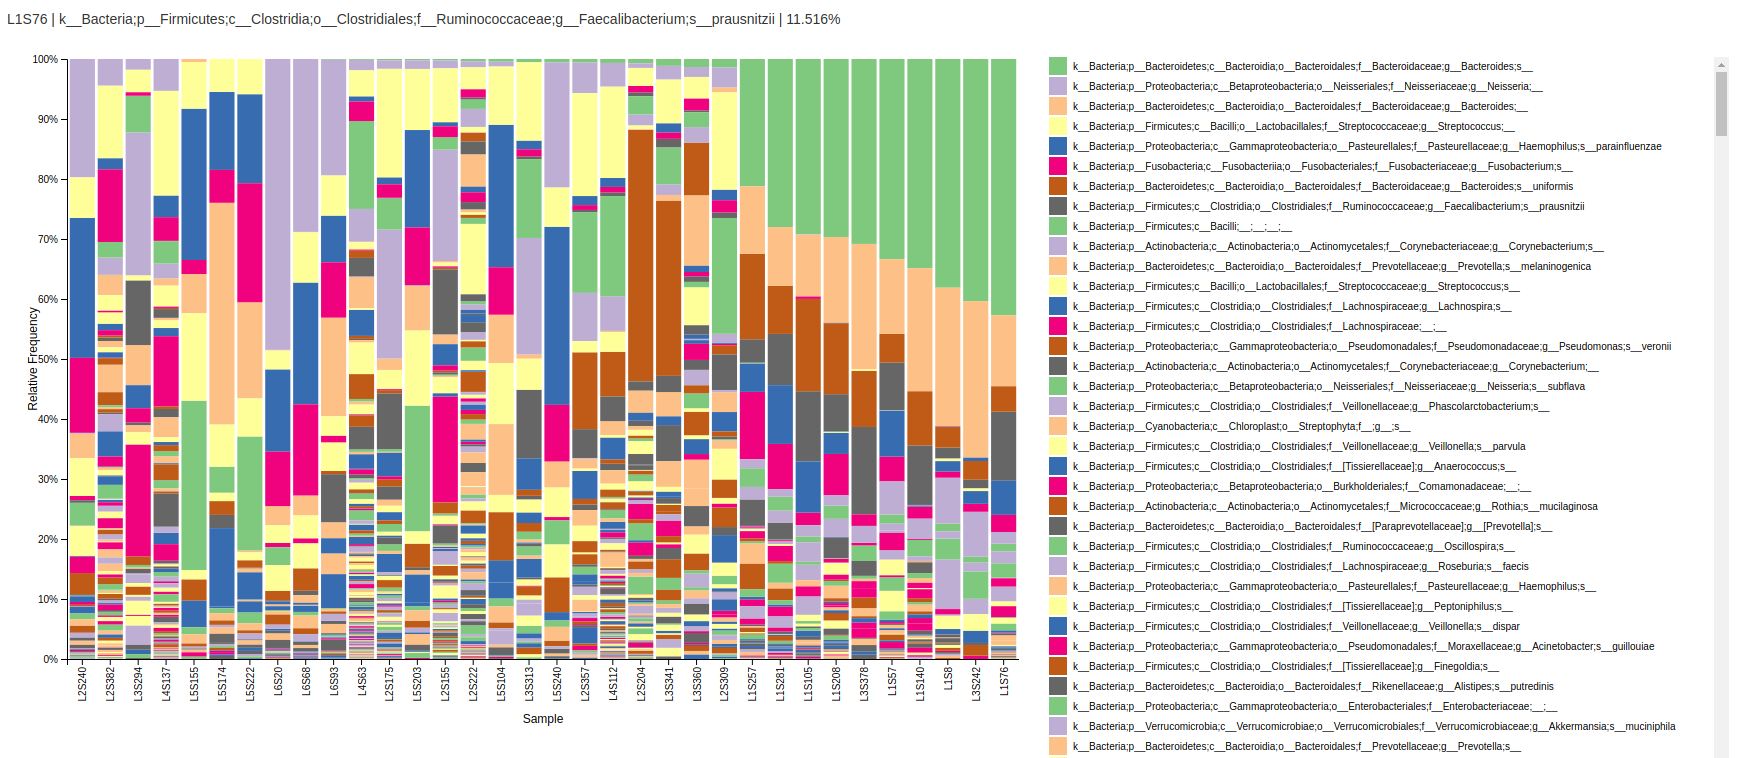 L1S76 | k__Bacteria;p__Firmicutes;c__Clostridia;o__Clostridiales;f__Ruminococcaceae;g__Faecalibacterium;s__prausnitzii | 11.516%
Relative Frequency
100%
90%
80%
70%
60%
50%
40%
30%
20%
10%
0%
L2S240
L2S382
L3S294
L4S137
L5S155
L5S174
L5S222
L6S20
L6S68
L6S93
L4S63
L2S175
L5S203
L2S155
L2S222
L5S104
L3S313
L5S240
L2S357
L4S112
L2S204
L3S341
L3S360
L2S309
L1S257
L1S281
L1S105
L1S208
L3S378
L1S57
L1S140
L1S8
L3S242
L1S76
Sample
k__Bacteria;p__Bacteroidetes;c__Bacteroidia;o__Bacteroidales;f__Bacteroidaceae;g__Bacteroides;s__
k__Bacteria;p__Proteobacteria;c__Betaproteobacteria;o__Neisseriales;f__Neisseriaceae;g__Neisseria;__
k__Bacteria;p__Bacteroidetes;c__Bacteroidia;o__Bacteroidales;f__Bacteroidaceae;g__Bacteroides;__
k__Bacteria;p__Firmicutes;c__Bacilli;o__Lactobacillales;f__Streptococcaceae;g__Streptococcus;__
k__Bacteria;p__Proteobacteria;c__Gammaproteobacteria;o__Pasteurellales;f__Pasteurellaceae;g__Haemophilus;s__parainfluenzae
k__Bacteria;p__Fusobacteria;c__Fusobacteriia;o__Fusobacteriales;f__Fusobacteriaceae;g__Fusobacterium;s__
k__Bacteria;p__Bacteroidetes;c__Bacteroidia;o__Bacteroidales;f__Bacteroidaceae;g__Bacteroides;s__uniformis
k__Bacteria;p__Firmicutes;c__Clostridia;o__Clostridiales;f__Ruminococcaceae;g__Faecalibacterium;s__prausnitzii
k__Bacteria;p__Firmicutes;c__Bacilli;__;__;__;__
k__Bacteria;p__Actinobacteria;c__Actinobacteria;o__Actinomycetales;f__Corynebacteriaceae;g__Corynebacterium;s__
k__Bacteria;p__Bacteroidetes;c__Bacteroidia;o__Bacteroidales;f__Prevotellaceae;g__Prevotella;s__melaninogenica
k__Bacteria;p__Firmicutes;c__Bacilli;o__Lactobacillales;f__Streptococcaceae;g__Streptococcus;s__
k__Bacteria;p__Firmicutes;c__Clostridia;o__Clostridiales;f__Lachnospiraceae;g__Lachnospira;s__
k__Bacteria;p__Firmicutes;c__Clostridia;o__Clostridiales;f__Lachnospiraceae;__;__
k__Bacteria;p__Proteobacteria;c__Gammaproteobacteria;o__Pseudomonadales;f__Pseudomonadaceae;g__Pseudomonas;s__veronii
k__Bacteria;p__Actinobacteria;c__Actinobacteria;o__Actinomycetales;f__Corynebacteriaceae;g__Corynebacterium;__
k__Bacteria;p__Proteobacteria;c__Betaproteobacteria;o__Neisseriales;f__Neisseriaceae;g__Neisseria;s__subflava
k__Bacteria;p__Firmicutes;c__Clostridia;o__Clostridiales;f__Veillonellaceae;g__Phascolarctobacterium;s__
k__Bacteria;p__Cyanobacteria;c__Chloroplast;o__Streptophyta;f__;g__;s__
k__Bacteria;p__Firmicutes;c__Clostridia;o__Clostridiales;f__Veillonellaceae;g__Veillonella;s__parvula
k__Bacteria;p__Firmicutes;c__Clostridia;o__Clostridiales;f__[Tissierellaceae];g__Anaerococcus;s__
k__Bacteria;p__Proteobacteria;c__Betaproteobacteria;o__Burkholderiales;f__Comamonadaceae;__;__
k__Bacteria;p__Actinobacteria;c__Actinobacteria;o__Actinomycetales;f__Micrococcaceae;g__Rothia;s__mucilaginosa
k__Bacteria;p__Bacteroidetes;c__Bacteroidia;o__Bacteroidales;f__[Paraprevotellaceae];g__[Prevotella];s__
k__Bacteria;p__Firmicutes;c__Clostridia;o__Clostridiales;f__Ruminococcaceae;g__Oscillospira;s__
k__Bacteria;p__Firmicutes;c__Clostridia;o__Clostridiales;f__Lachnospiraceae;g__Roseburia;s__faecis
k__Bacteria;p__Proteobacteria;c__Gammaproteobacteria;o__Pasteurellales;f__Pasteurellaceae;g__Haemophilus;s__
k__Bacteria;p__Firmicutes;c__Clostridia;o__Clostridiales;f__[Tissierellaceae];g__Peptoniphilus;s__
k__Bacteria;p__Firmicutes;c__Clostridia;o__Clostridiales;f__Veillonellaceae;g__Veillonella;s__dispar
k__Bacteria;p__Proteobacteria;c__Gammaproteobacteria;o__Pseudomonadales;f__Moraxellaceae;g__Acinetobacter;s__guillouiae
k__Bacteria;p__Firmicutes;c__Clostridia;o__Clostridiales;f__[Tissierellaceae];g__Finegoldia;s__
k__Bacteria;p__Bacteroidetes;c__Bacteroidia;o__Bacteroidales;f__Rikenellaceae;g__Alistipes;s__putredinis
k__Bacteria;p__Proteobacteria;c__Gammaproteobacteria;o__Enterobacteriales;f__Enterobacteriaceae;__;__
k__Bacteria;p__Verrucomicrobia;c__Verrucomicrobiae;o__Verrucomicrobiales;f__Verrucomicrobiaceae;g__Akkermansia;s__muciniphila
k__Bacteria;p__Bacteroidetes;c__Bacteroidia;o__Bacteroidales;f__Prevotellaceae;g__Prevotella;s__